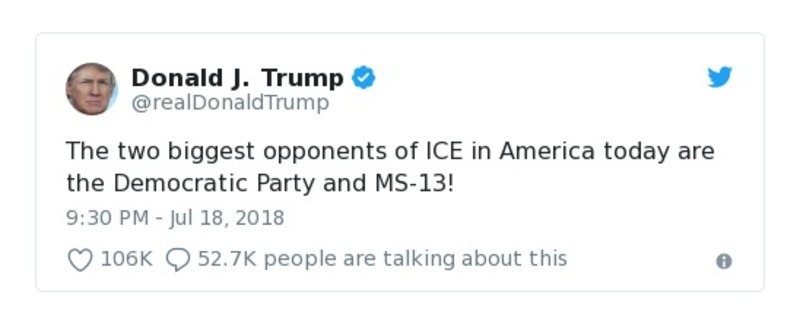 Donald J. Trump
@realDonaldTrump
The two biggest opponents of ICE in America today are
the Democratic Party and MS-13!
9:30 PM - Jul 18, 2018
106K 52.7K people are talking about this